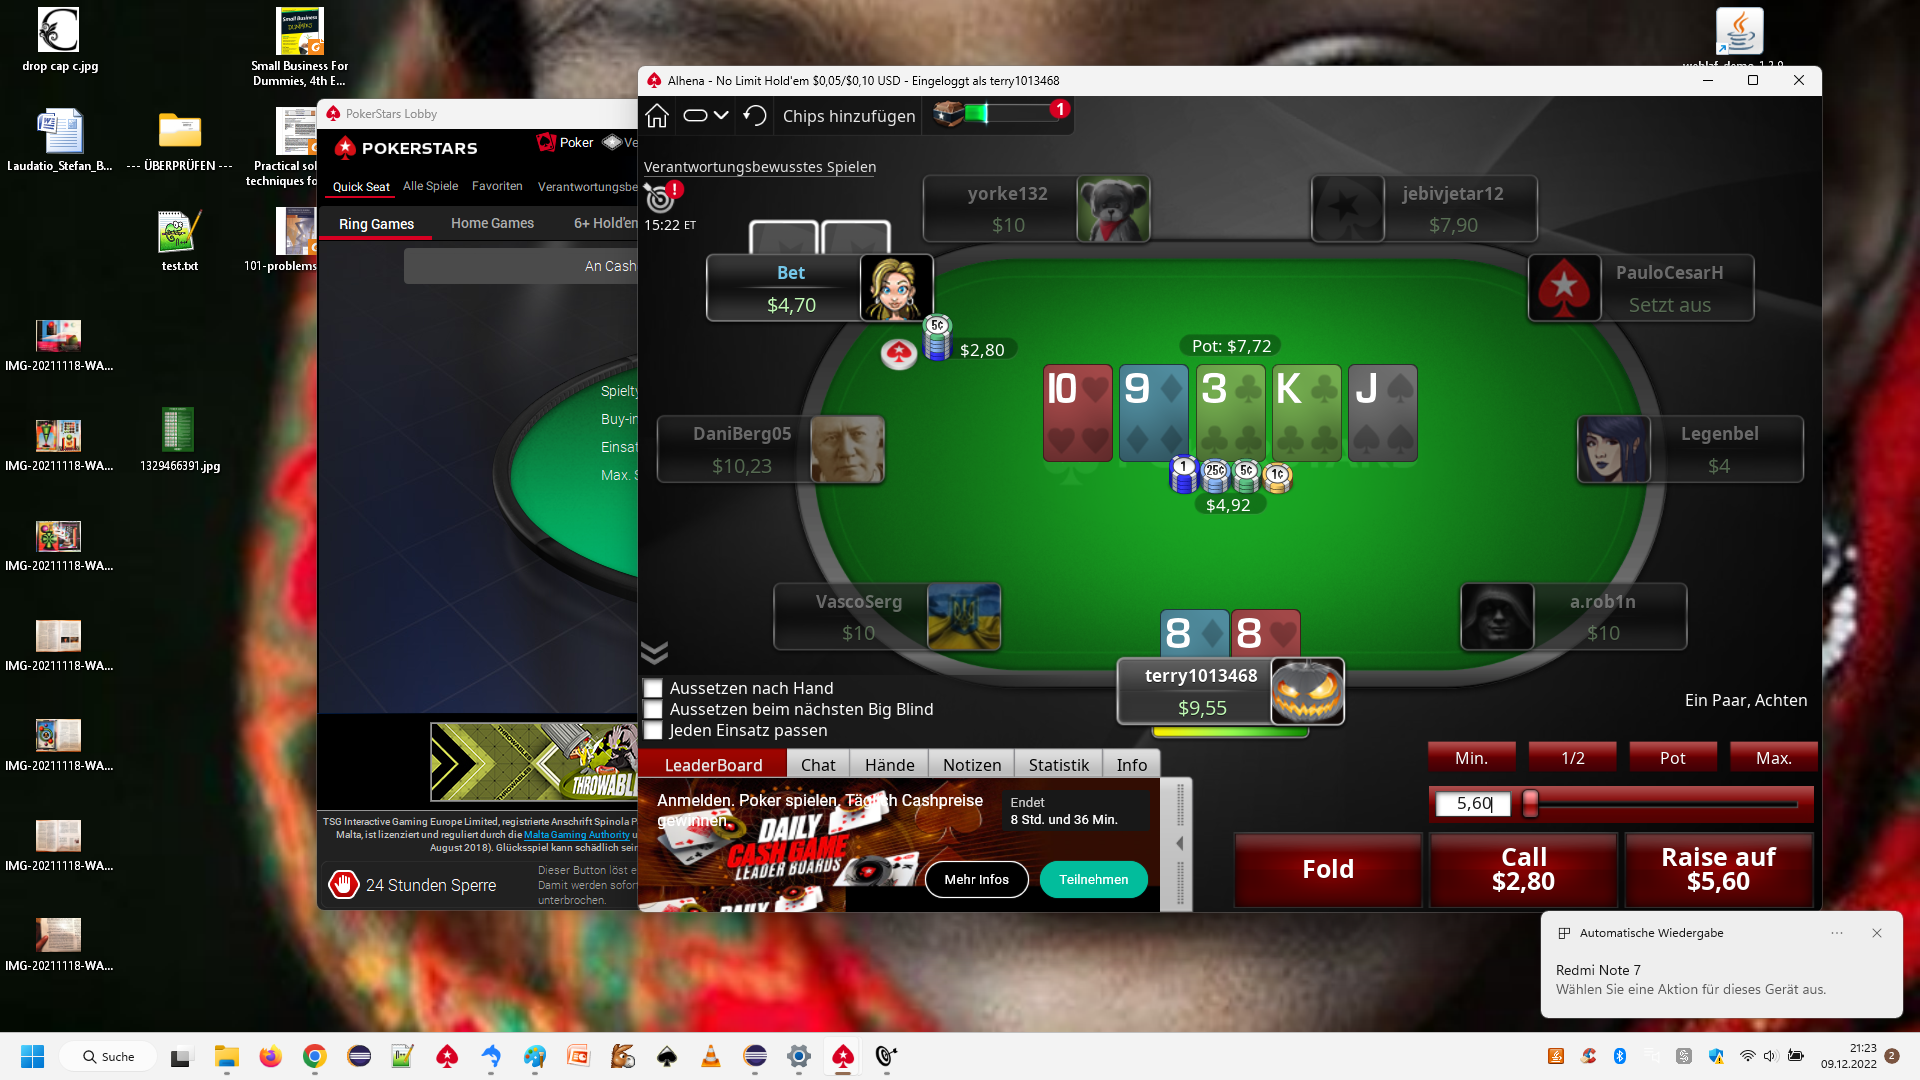 drop cap c.jpg
Small Business For
Dummies, 4th E...
Laudatio_Stefan_B...
--- ÜBERPRÜFEN ---
Practical sol
techniques fo
test.txt
101-problems
IMG-20211118-WA...
IMG-20211118-WA...
1329466391.jpg
IMG-20211118-WA...
IMG-20211118-WA...
IMG-20211118-WA...
IMG-20211118-WA...
IMG-20211118-WA...
PokerStars Lobby
POKERSTARS
Poker
Ve
Quick Seat
Alle Spiele
Favoriten
Verantwortungsbe
Ring Games
Home Games
6+ Hold'em
An Cash
Spielty
Buy-in
Einsat
Max. S
THROWABL
TSG Interactive Gaming Europe Limited, registrierte Anschrift Spinola P
Malta, ist lizenziert und reguliert durch die Malta Gaming Authority u
August 2018). Glücksspiel kann schädlich sein
24 Stunden Sperre
Dieser Button löst e
Damit werden sofor
unterbrochen.
Alhena - No Limit Hold'em $0,05/$0,10 USD - Eingeloggt als terry1013468
Chips hinzufügen
1
Verantwortungsbewusstes Spielen
15:22 ET
yorke132
$10
jebivjetar12
$7,90
Bet
$4,70
PauloCesarH
Setzt aus
5¢
$2,80
Pot: $7,72
10
9
3
K
J
DaniBerg05
$10,23
Legenbel
$4
1
25¢
5¢
1¢
$4,92
VascoSerg
$10
a.rob1n
$10
8
8
terry1013468
$9,55
Aussetzen nach Hand
Aussetzen beim nächsten Big Blind
Jeden Einsatz passen
Ein Paar, Achten
LeaderBoard
Chat
Hände
Notizen
Statistik
Info
Anmelden. Poker spielen. Täglich Cashpreise
gewinnen.
DAILY
CASH GAME
LEADER BOARDS
DAILY
Endet
8 Std. und 36 Min.
Mehr Infos
Teilnehmen
Min.
1/2
Pot
Max.
5,60
Fold
Call
$2,80
Raise auf
$5,60
Automatische Wiedergabe
Redmi Note 7
Wählen Sie eine Aktion für dieses Gerät aus.
Suche
21:23
09.12.2022
2